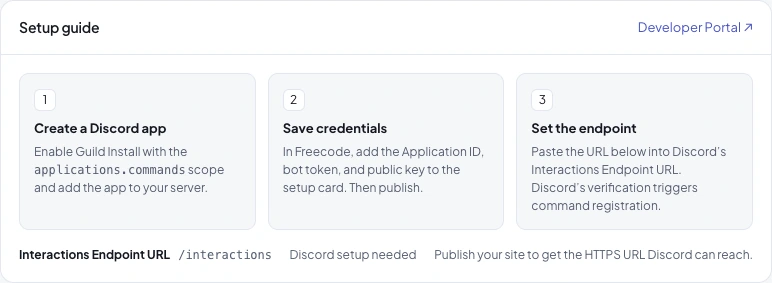 Setup guide
Developer Portal ↗
1
Create a Discord app
Enable Guild Install with the
applications.commands scope
and add the app to your server.
2
Save credentials
In Freecode, add the Application ID,
bot token, and public key to the
setup card. Then publish.
3
Set the endpoint
Paste the URL below into Discord's
Interactions Endpoint URL.
Discord's verification triggers
command registration.
Interactions Endpoint URL /interactions Discord setup needed Publish your site to get the HTTPS URL Discord can reach.